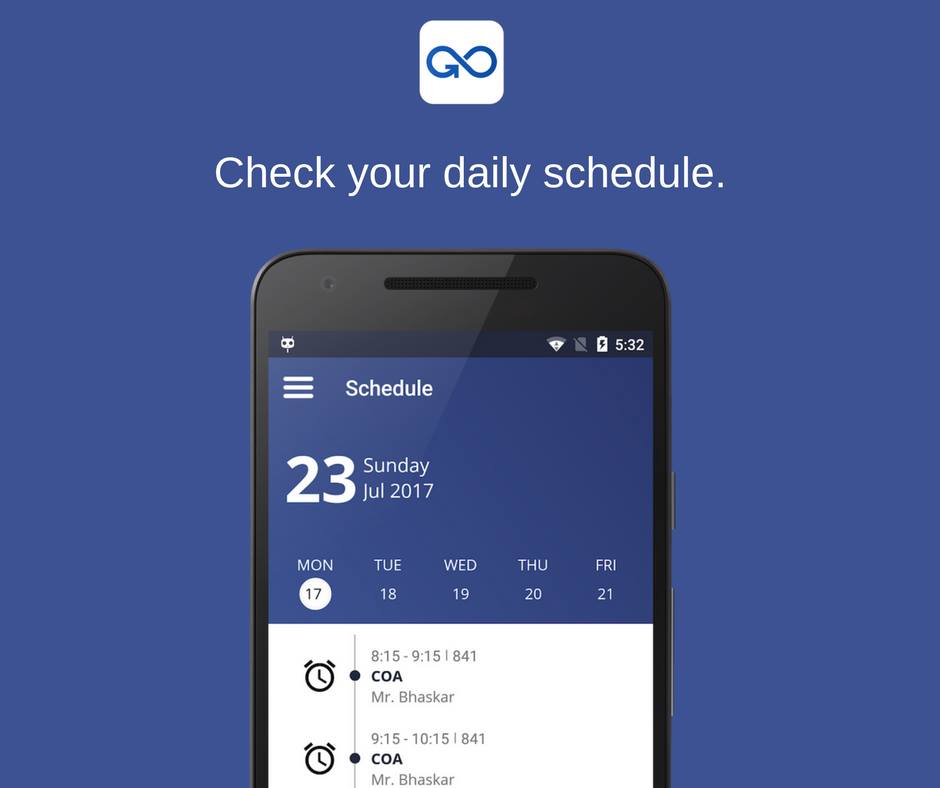 GO
Check your daily schedule.
5:32
Schedule
23
Sunday
Jul 2017
MON TUE WED THU FRI
17 18 19 20 21
8:15 - 9:15 | 841
COA
Mr. Bhaskar
9:15 - 10:15 | 841
COA
Mr. Bhaskar